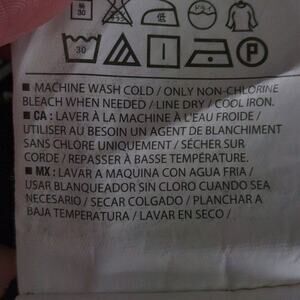 低
30
P
■ MACHINE WASH COLD / ONLY NON-CHLORINE
BLEACH WHEN NEEDED / LINE DRY / COOL IRON.
■ CA : LAVER À LA MACHINE À L'EAU FROIDE /
UTILISER AU BESOIN UN AGENT DE BLANCHIMENT
SANS CHLORE UNIQUEMENT / SÉCHER SUR
CORDE / REPASSER À BASSE TEMPÉRATURE.
■ MX : LAVAR A MAQUINA CON AGUA FRIA /
USAR BLANQUEADOR SIN CLORO CUANDO SEA
NECESARIO / SECAR COLGADO / PLANCHAR A
BAJA TEMPERATURA / LAVAR EN SECO /